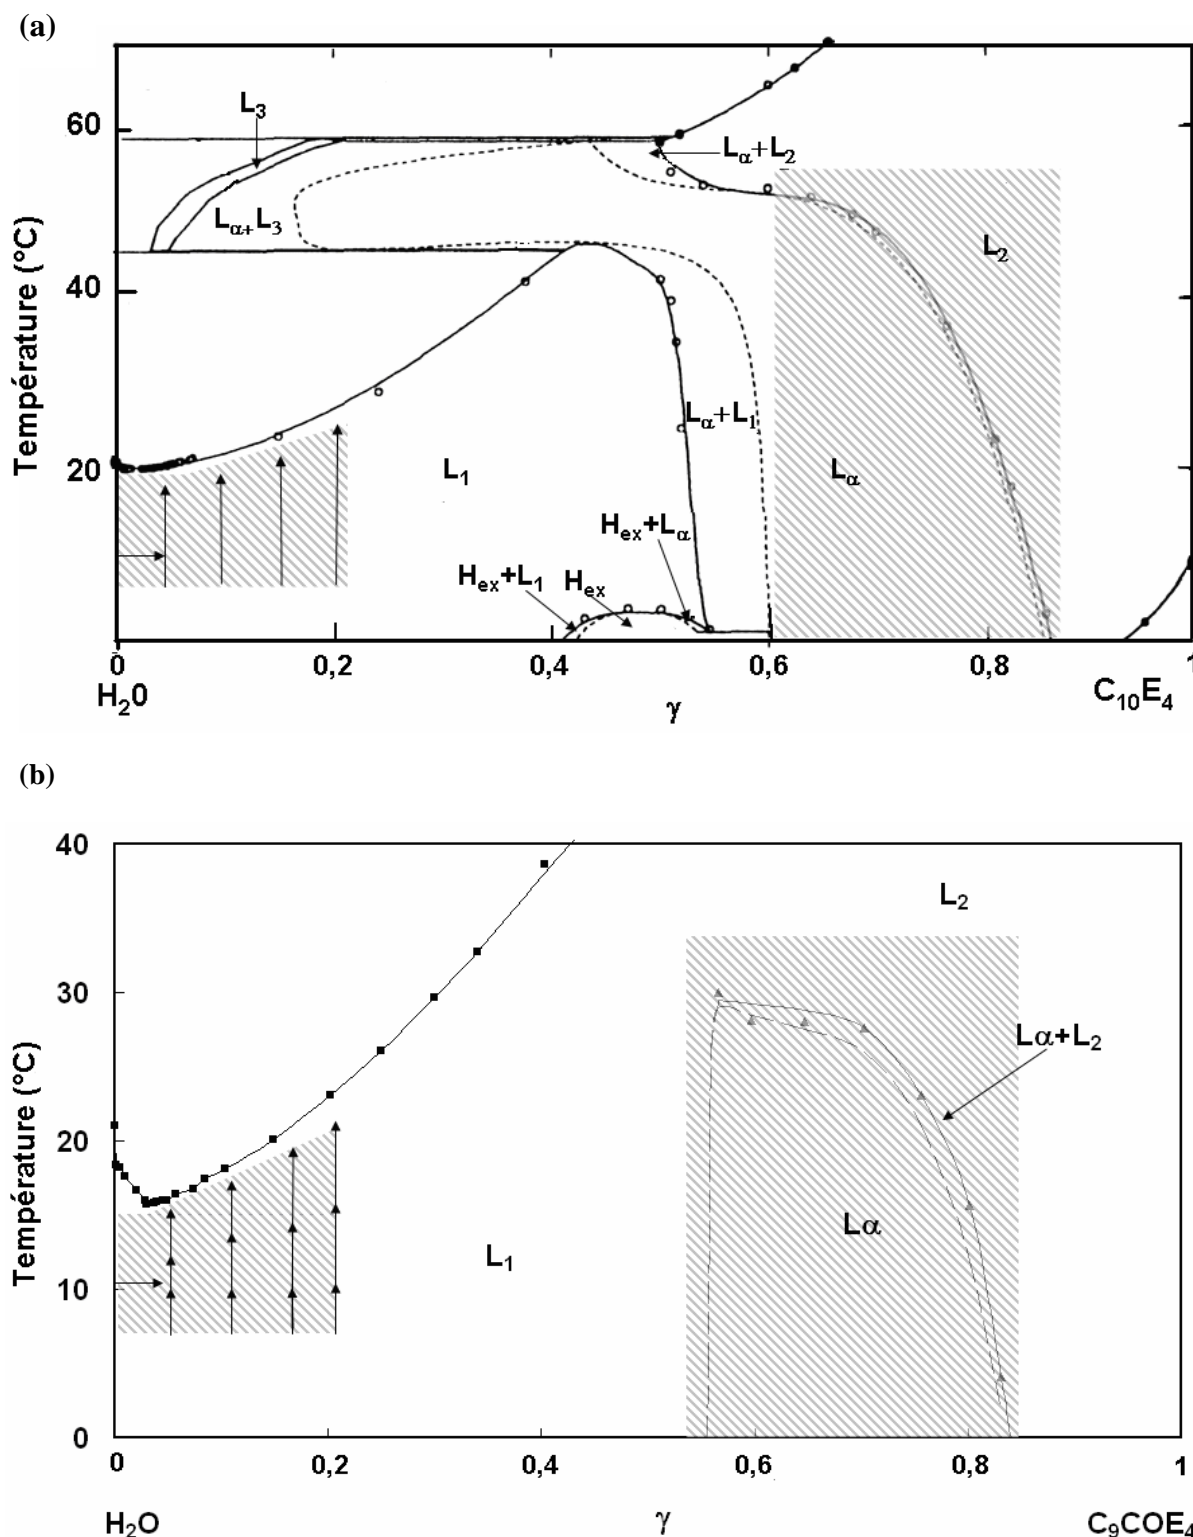 (a)
L₃
60
Lα+L₂
Lα+L₃
L₂
40
Température (°C)
Lα+L₁
20
L₁
Lα
Hex+Lα
Hex+L₁
Hex
0
0,2
0,4
0,6
0,8
1
H₂0
γ
C₁₀E₄
(b)
40
L₂
30
Lα+L₂
20
Température (°C)
Lα
L₁
10
0
0
0,2
0,4
0,6
0,8
1
H₂O
γ
C₉COE₄